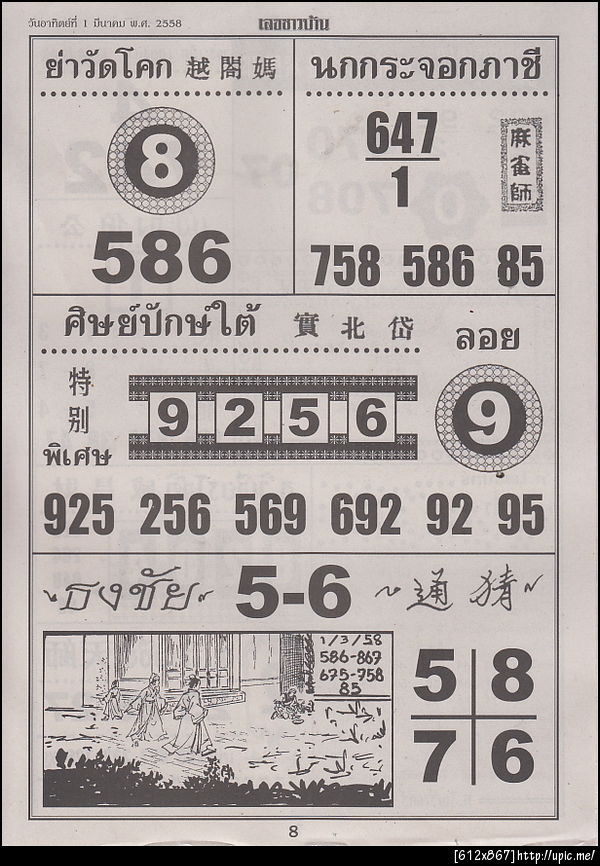 วันอาทิตย์ที่ 1 มีนาคม พ.ศ. 2558
เลขชาวบ้าน
ย่าวัดโคก 越閣媽
8
586
นกกระจอกภาชี
647
1
麻雀師
758 586 85
ศิษย์ปักษ์ใต้ 實北岱
ลอย
特别
พิเศษ
9 2 5 6
9
925 256 569 692 92 95
ธงชัย 5-6 通猜
1/3/58
586-867
675-758
85
5 8
7 6
8
[612x867]http://upic.me/